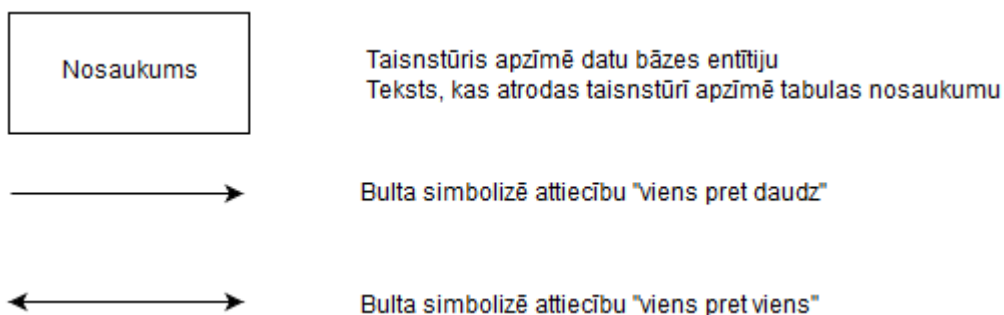 Nosaukums
Taisnstūris apzīmē datu bāzes entītiju
Teksts, kas atrodas taisnstūrī apzīmē tabulas nosaukumu
Bulta simbolizē attiecību "viens pret daudz"
Bulta simbolizē attiecību "viens pret viens"